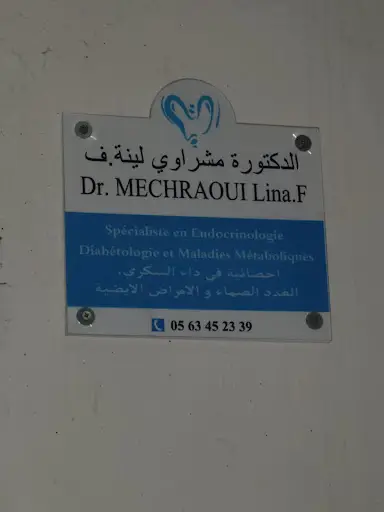 الدكتورة مشراوي لينة.ف
Dr. MECHRAOUI Lina.F
Spécialiste en Endocrinologie
Diabétologie et Maladies Métaboliques
اخصائية في داء السكري،
الغدد الصماء و الامراض الايضية
05 63 45 23 39